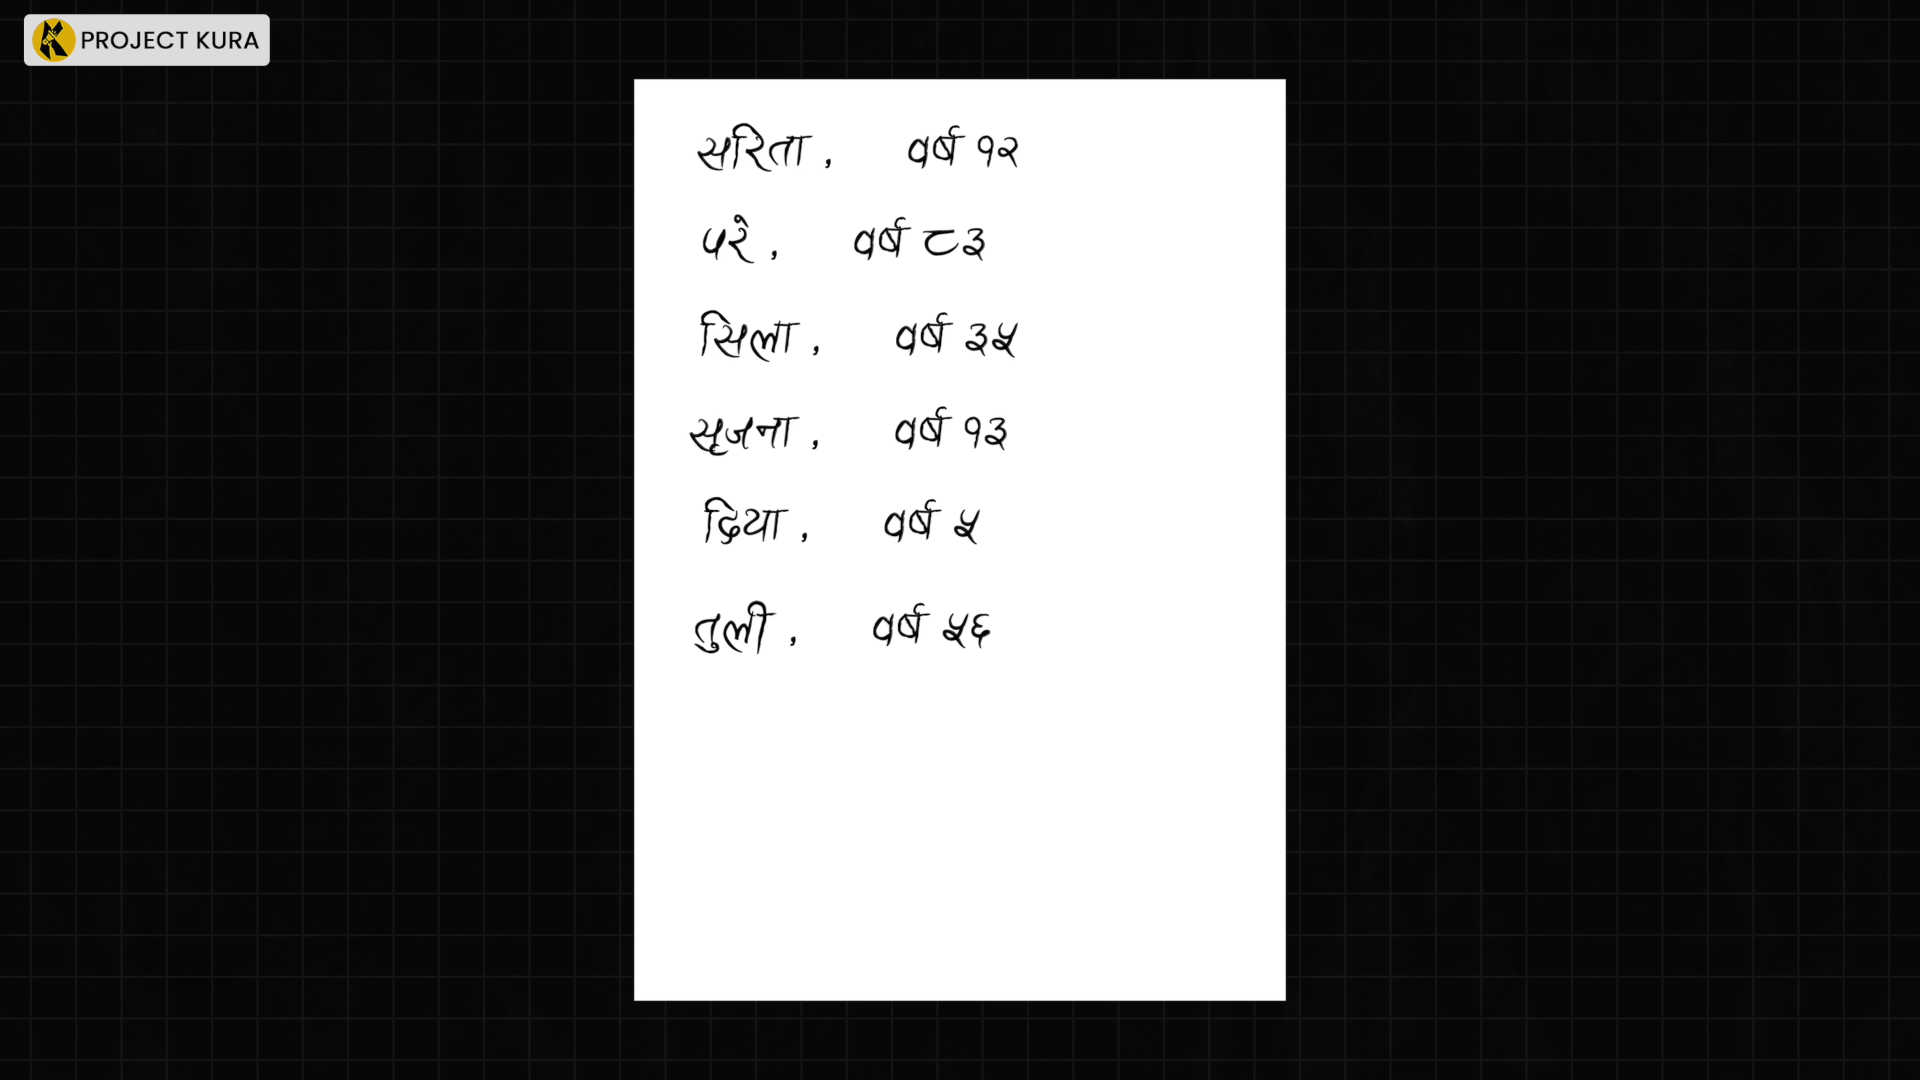 PROJECT KURA
सरिता, वर्ष १२
परे, वर्ष ८३
सिला, वर्ष ३५
सृजना, वर्ष १३
दिया, वर्ष ५
तुली, वर्ष ५६